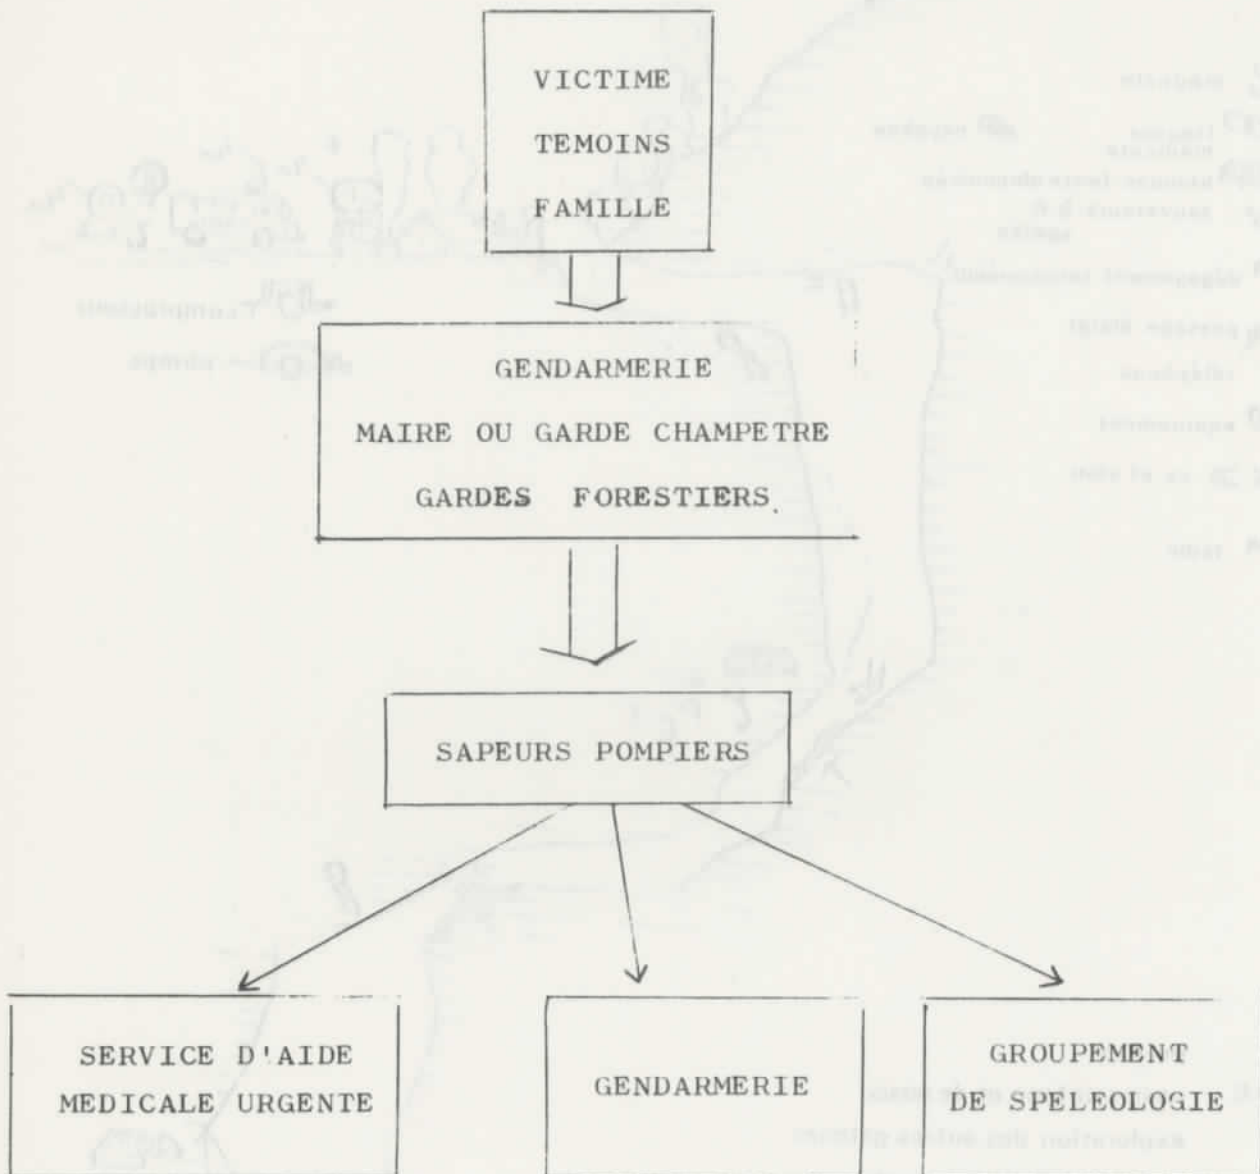 VICTIME
TEMOINS
FAMILLE
GENDARMERIE
MAIRE OU GARDE CHAMPETRE
GARDES FORESTIERS.
SAPEURS POMPIERS
SERVICE D'AIDE
MEDICALE URGENTE
GENDARMERIE
GROUPEMENT
DE SPELEOLOGIE